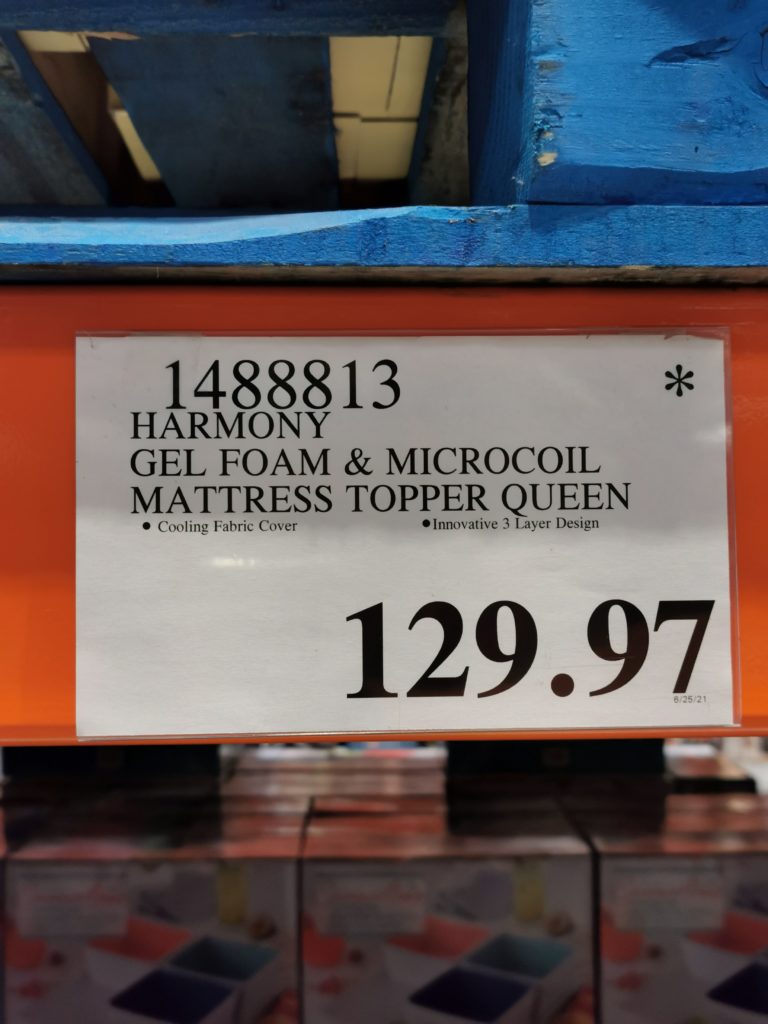 1488813 *
HARMONY
GEL FOAM & MICROCOIL
MATTRESS TOPPER QUEEN
• Cooling Fabric Cover •Innovative 3 Layer Design
129.97
6/25/21